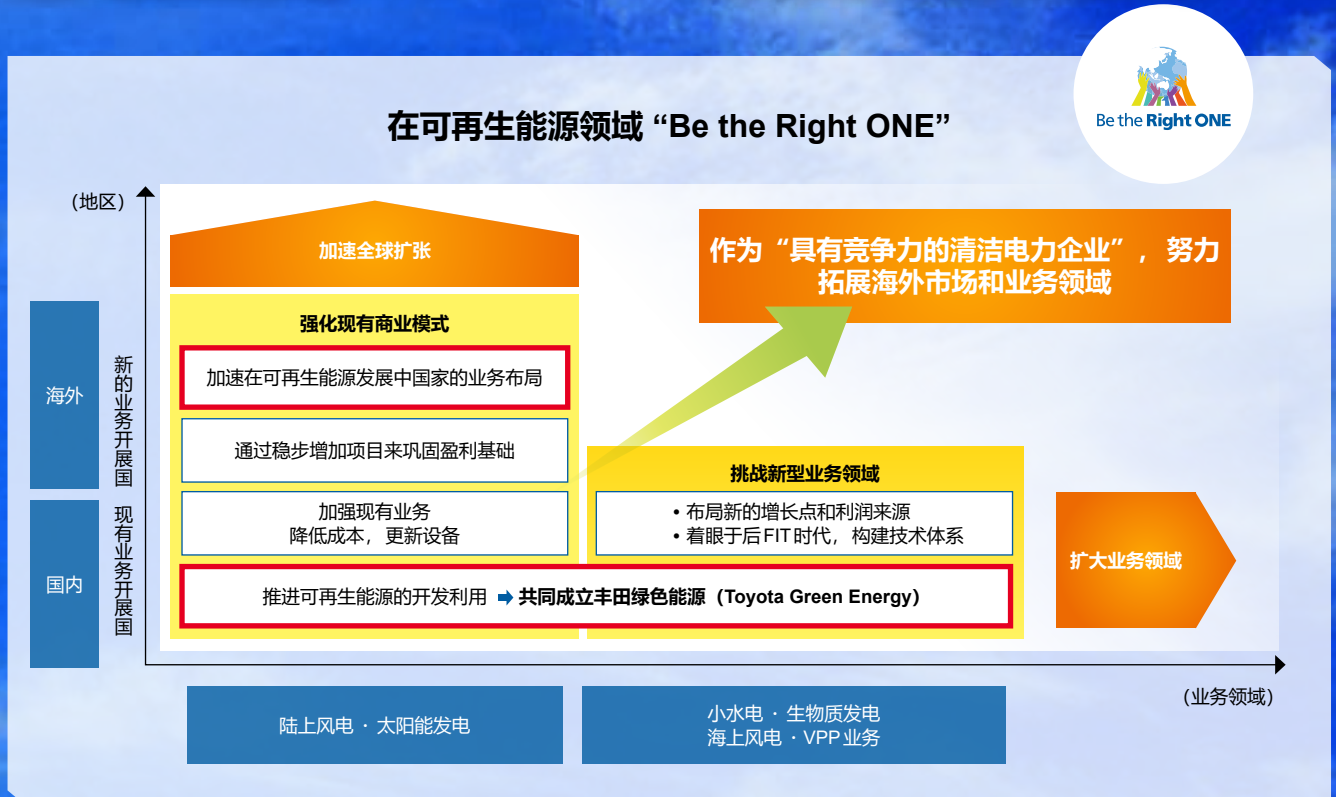 Be the Right ONE
在可再生能源领域 “Be the Right ONE”
（地区）
加速全球扩张
作为“具有竞争力的清洁电力企业”，努力
拓展海外市场和业务领域
强化现有商业模式
海外
新的业务开展国
加速在可再生能源发展中国家的业务布局
通过稳步增加项目来巩固盈利基础
挑战新型业务领域
国内
现有业务开展国
加强现有业务
降低成本，更新设备
• 布局新的增长点和利润来源
• 着眼于后FIT时代，构建技术体系
扩大业务领域
推进可再生能源的开发利用 ➡ 共同成立丰田绿色能源（Toyota Green Energy）
（业务领域）
陆上风电 · 太阳能发电
小水电 · 生物质发电
海上风电 · VPP业务